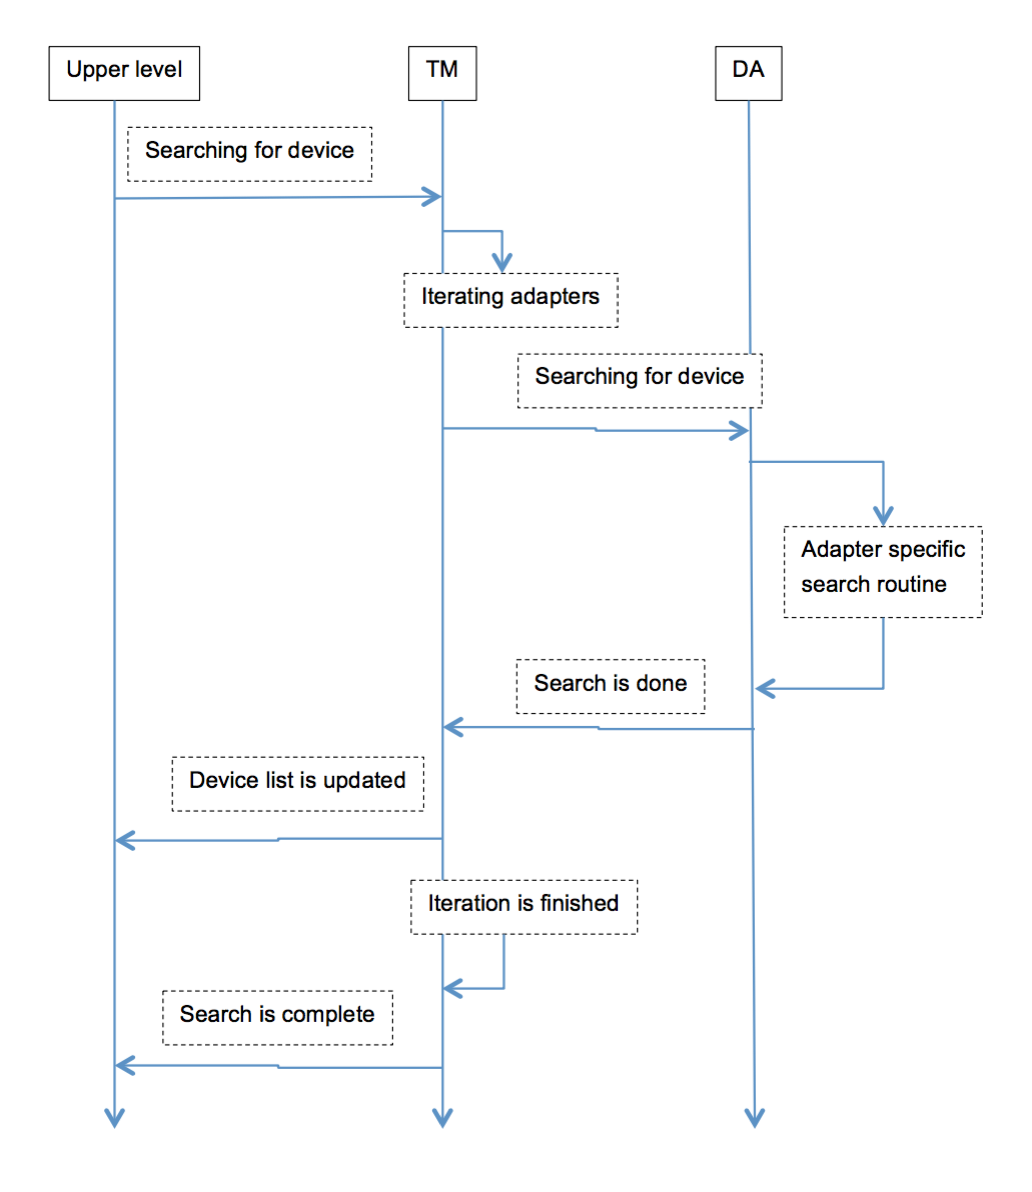 Upper level
TM
DA
Searching for device
Iterating adapters
Searching for device
Adapter specific
search routine
Search is done
Device list is updated
Iteration is finished
Search is complete